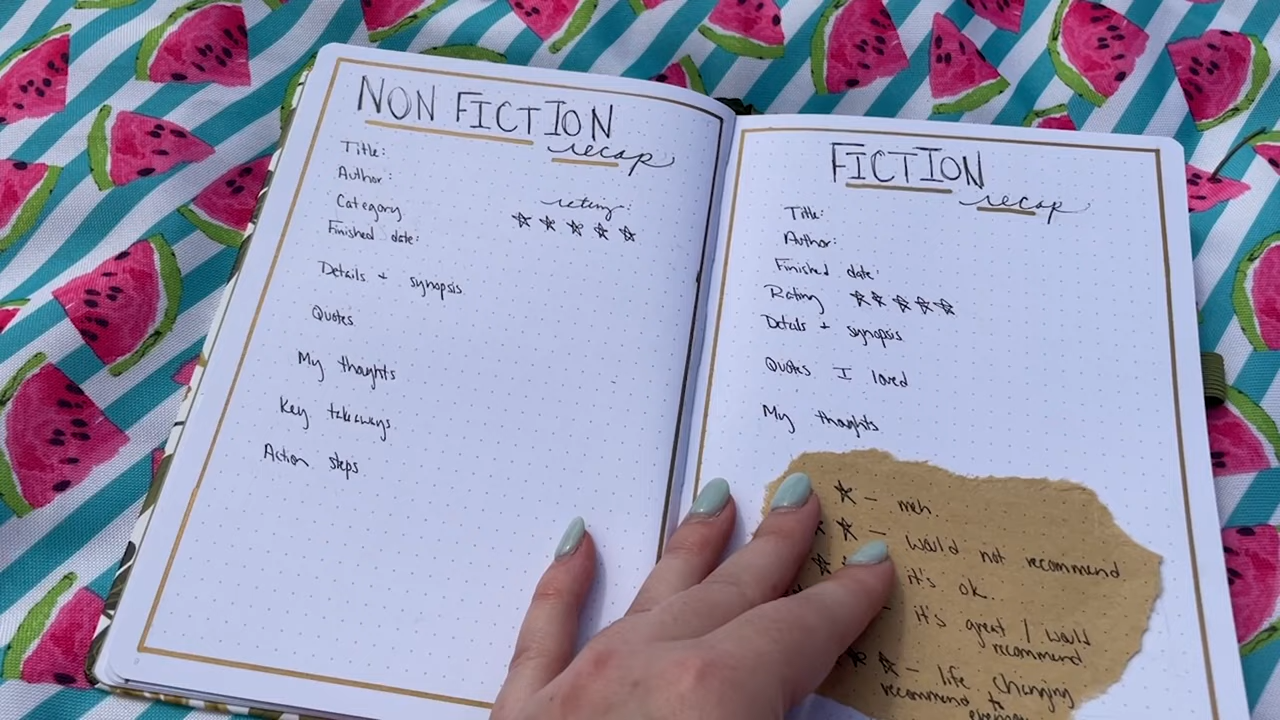 NON FICTION
recap
Title:
Author:
Category
rating:
☆☆☆☆☆
Finished date:
Details + synopsis
Quotes
My thoughts
Key takeaways
Action steps
FICTION
recap
Title:
Author:
Finished date:
Rating ☆☆☆☆☆
Details + synopsis
Quotes I loved
My thoughts
☆ - meh
☆☆ - would not recommend
☆ it's ok.
- it's great / would
recommend
☆☆ - life changing
recommend to